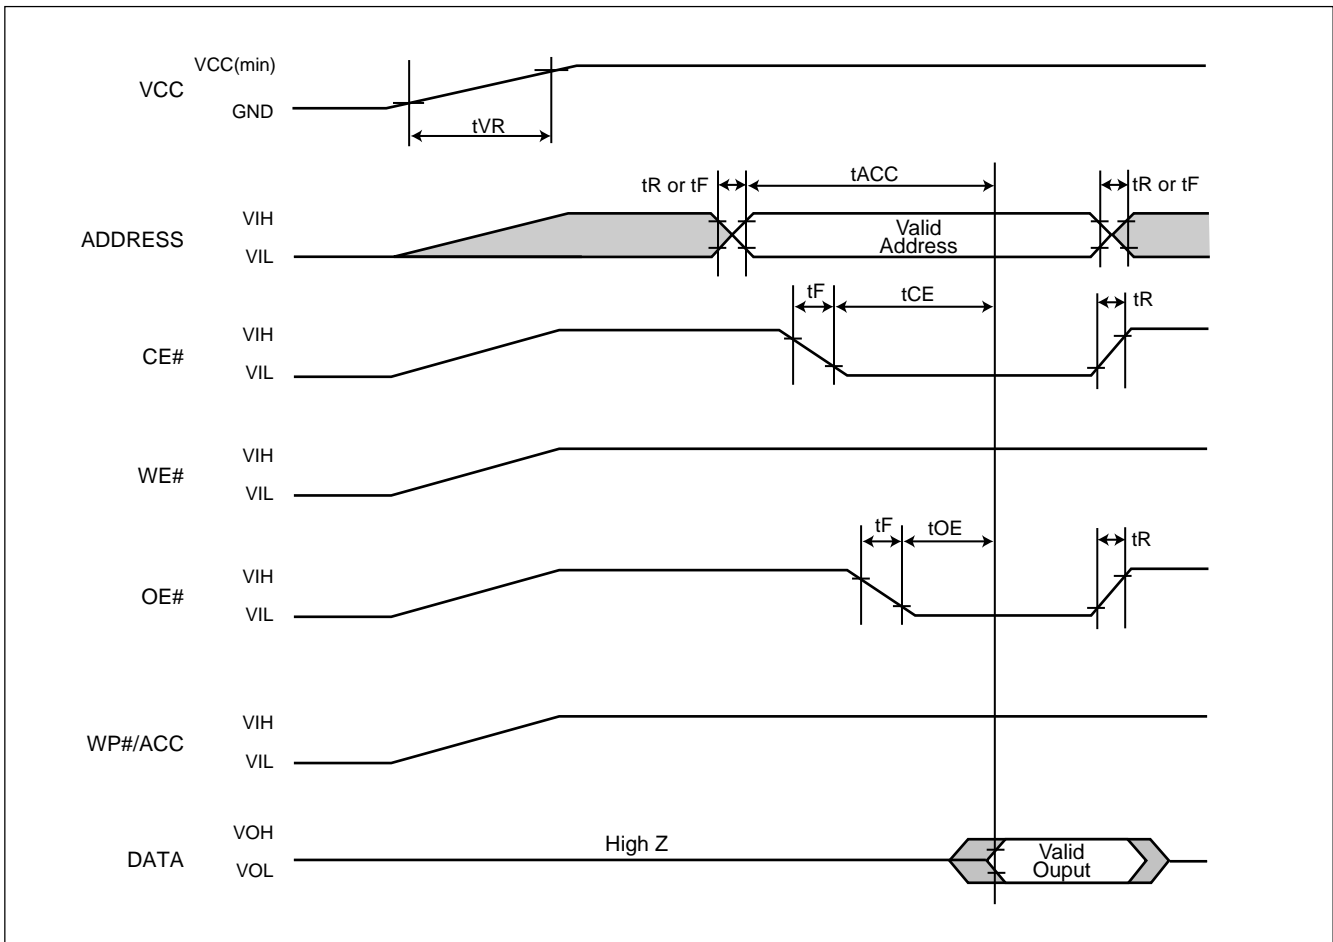 VCC(min)
VCC
GND
tVR
tR or tF
tACC
tR or tF
VIH
ADDRESS
VIL
Valid
Address
tF
tCE
tR
VIH
CE#
VIL
VIH
WE#
VIL
tF
tOE
tR
VIH
OE#
VIL
VIH
WP#/ACC
VIL
VOH
DATA
VOL
High Z
Valid
Ouput